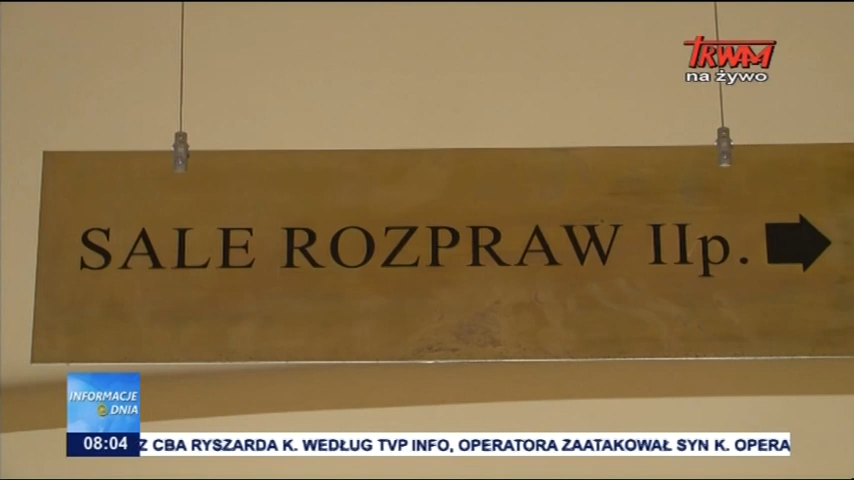 TRWAM
na żywo
SALE ROZPRAW IIp.
INFORMACJE
DNIA
08:04
Z CBA RYSZARDA K. WEDŁUG TVP INFO, OPERATORA ZAATAKOWAŁ SYN K. OPERA